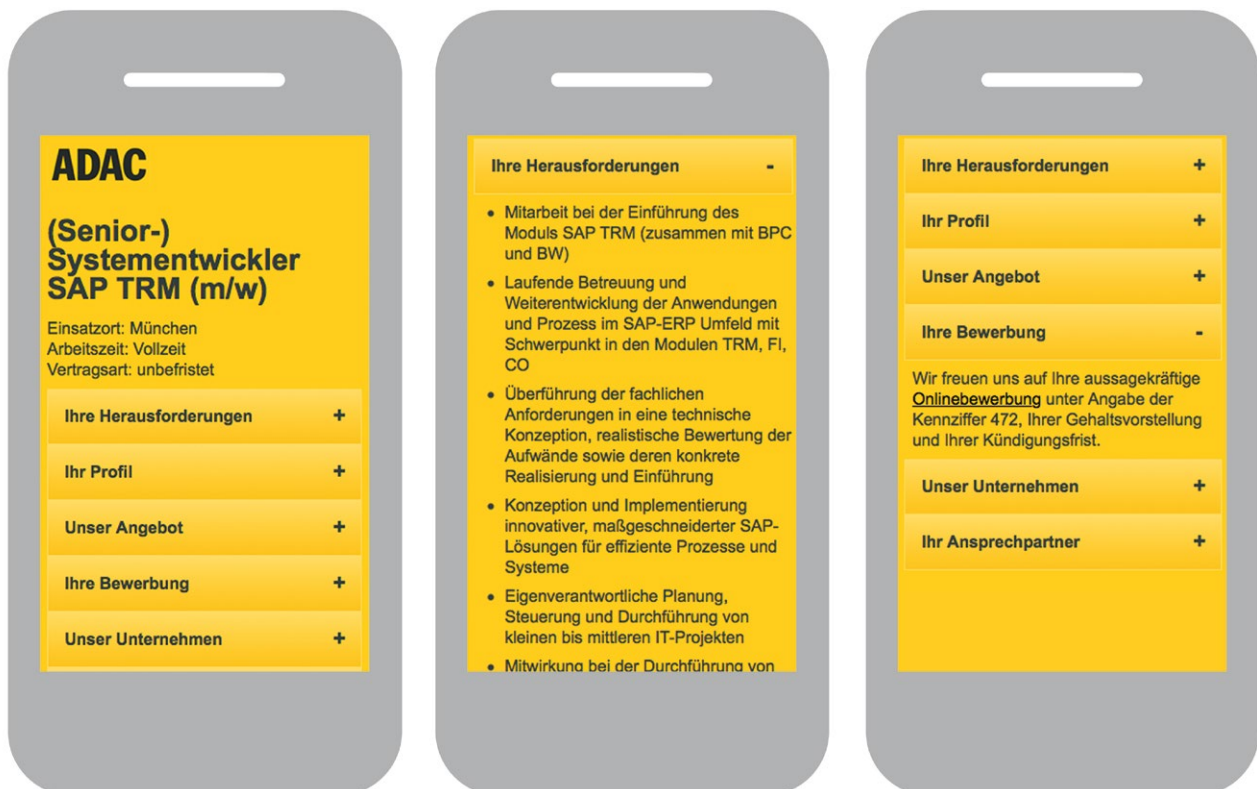 ADAC
(Senior-)
Systementwickler
SAP TRM (m/w)
Einsatzort: München
Arbeitszeit: Vollzeit
Vertragsart: unbefristet
Ihre Herausforderungen +
Ihr Profil +
Unser Angebot +
Ihre Bewerbung +
Unser Unternehmen +
Ihre Herausforderungen -
• Mitarbeit bei der Einführung des
Moduls SAP TRM (zusammen mit BPC
und BW)
• Laufende Betreuung und
Weiterentwicklung der Anwendungen
und Prozess im SAP-ERP Umfeld mit
Schwerpunkt in den Modulen TRM, FI,
CO
• Überführung der fachlichen
Anforderungen in eine technische
Konzeption, realistische Bewertung der
Aufwände sowie deren konkrete
Realisierung und Einführung
• Konzeption und Implementierung
innovativer, maßgeschneiderter SAP-
Lösungen für effiziente Prozesse und
Systeme
• Eigenverantwortliche Planung,
Steuerung und Durchführung von
kleinen bis mittleren IT-Projekten
• Mitwirkung bei der Durchführung von
Ihre Herausforderungen +
Ihr Profil +
Unser Angebot +
Ihre Bewerbung -
Wir freuen uns auf Ihre aussagekräftige
Onlinebewerbung unter Angabe der
Kennziffer 472, Ihrer Gehaltsvorstellung
und Ihrer Kündigungsfrist.
Unser Unternehmen +
Ihr Ansprechpartner +